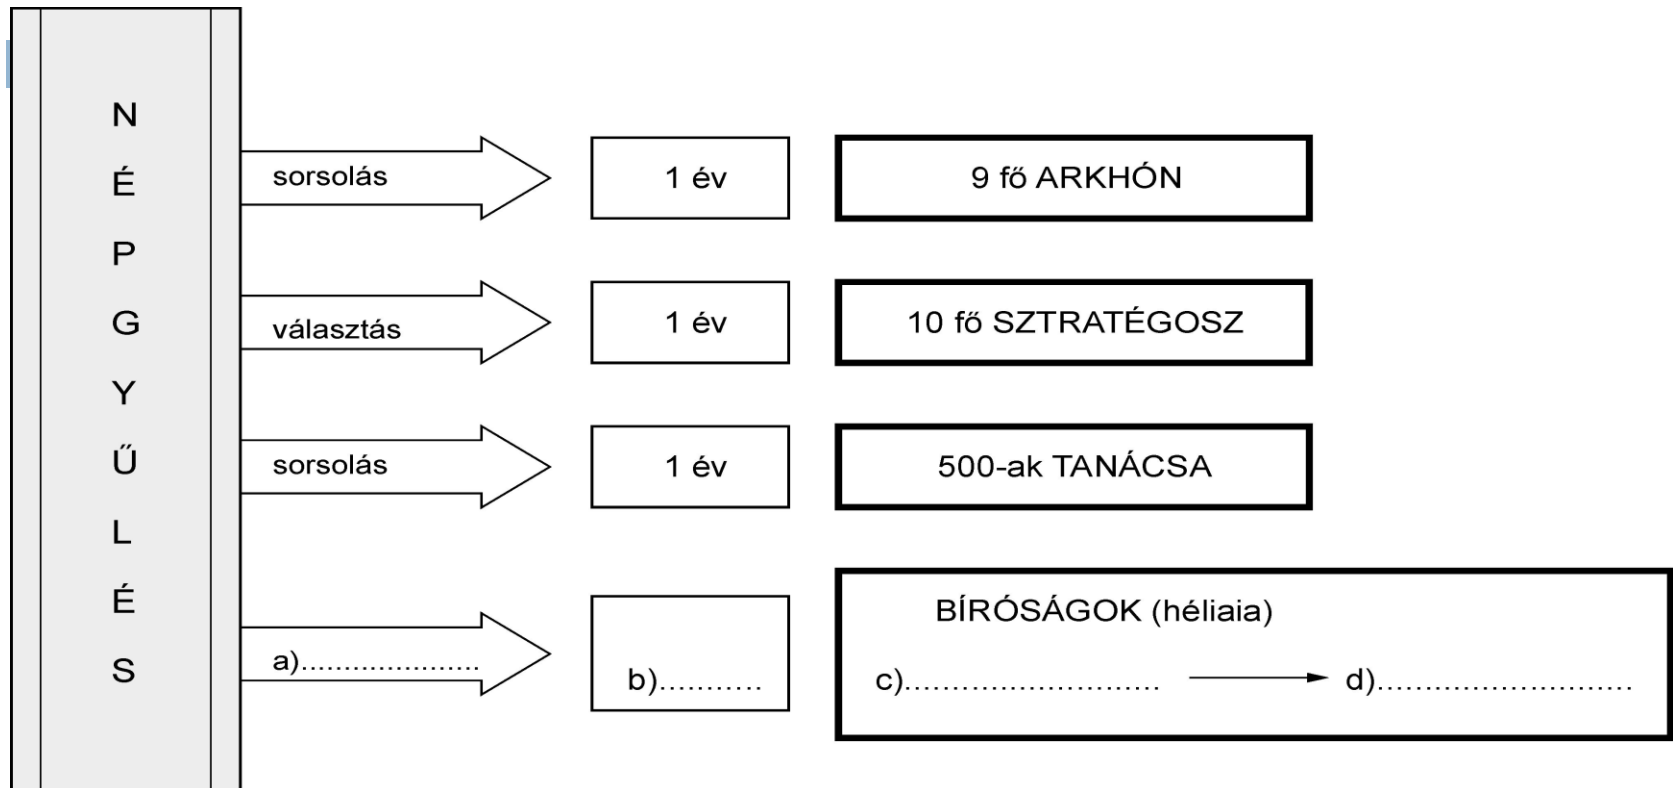 NÉPGYŰLÉS
sorsolás
1 év
9 fő ARKHÓN
választás
1 év
10 fő SZTRATÉGOSZ
sorsolás
1 év
500-ak TANÁCSA
BÍRÓSÁGOK (héliaia)
a).....................
b)...........
c)...........................
d)...........................